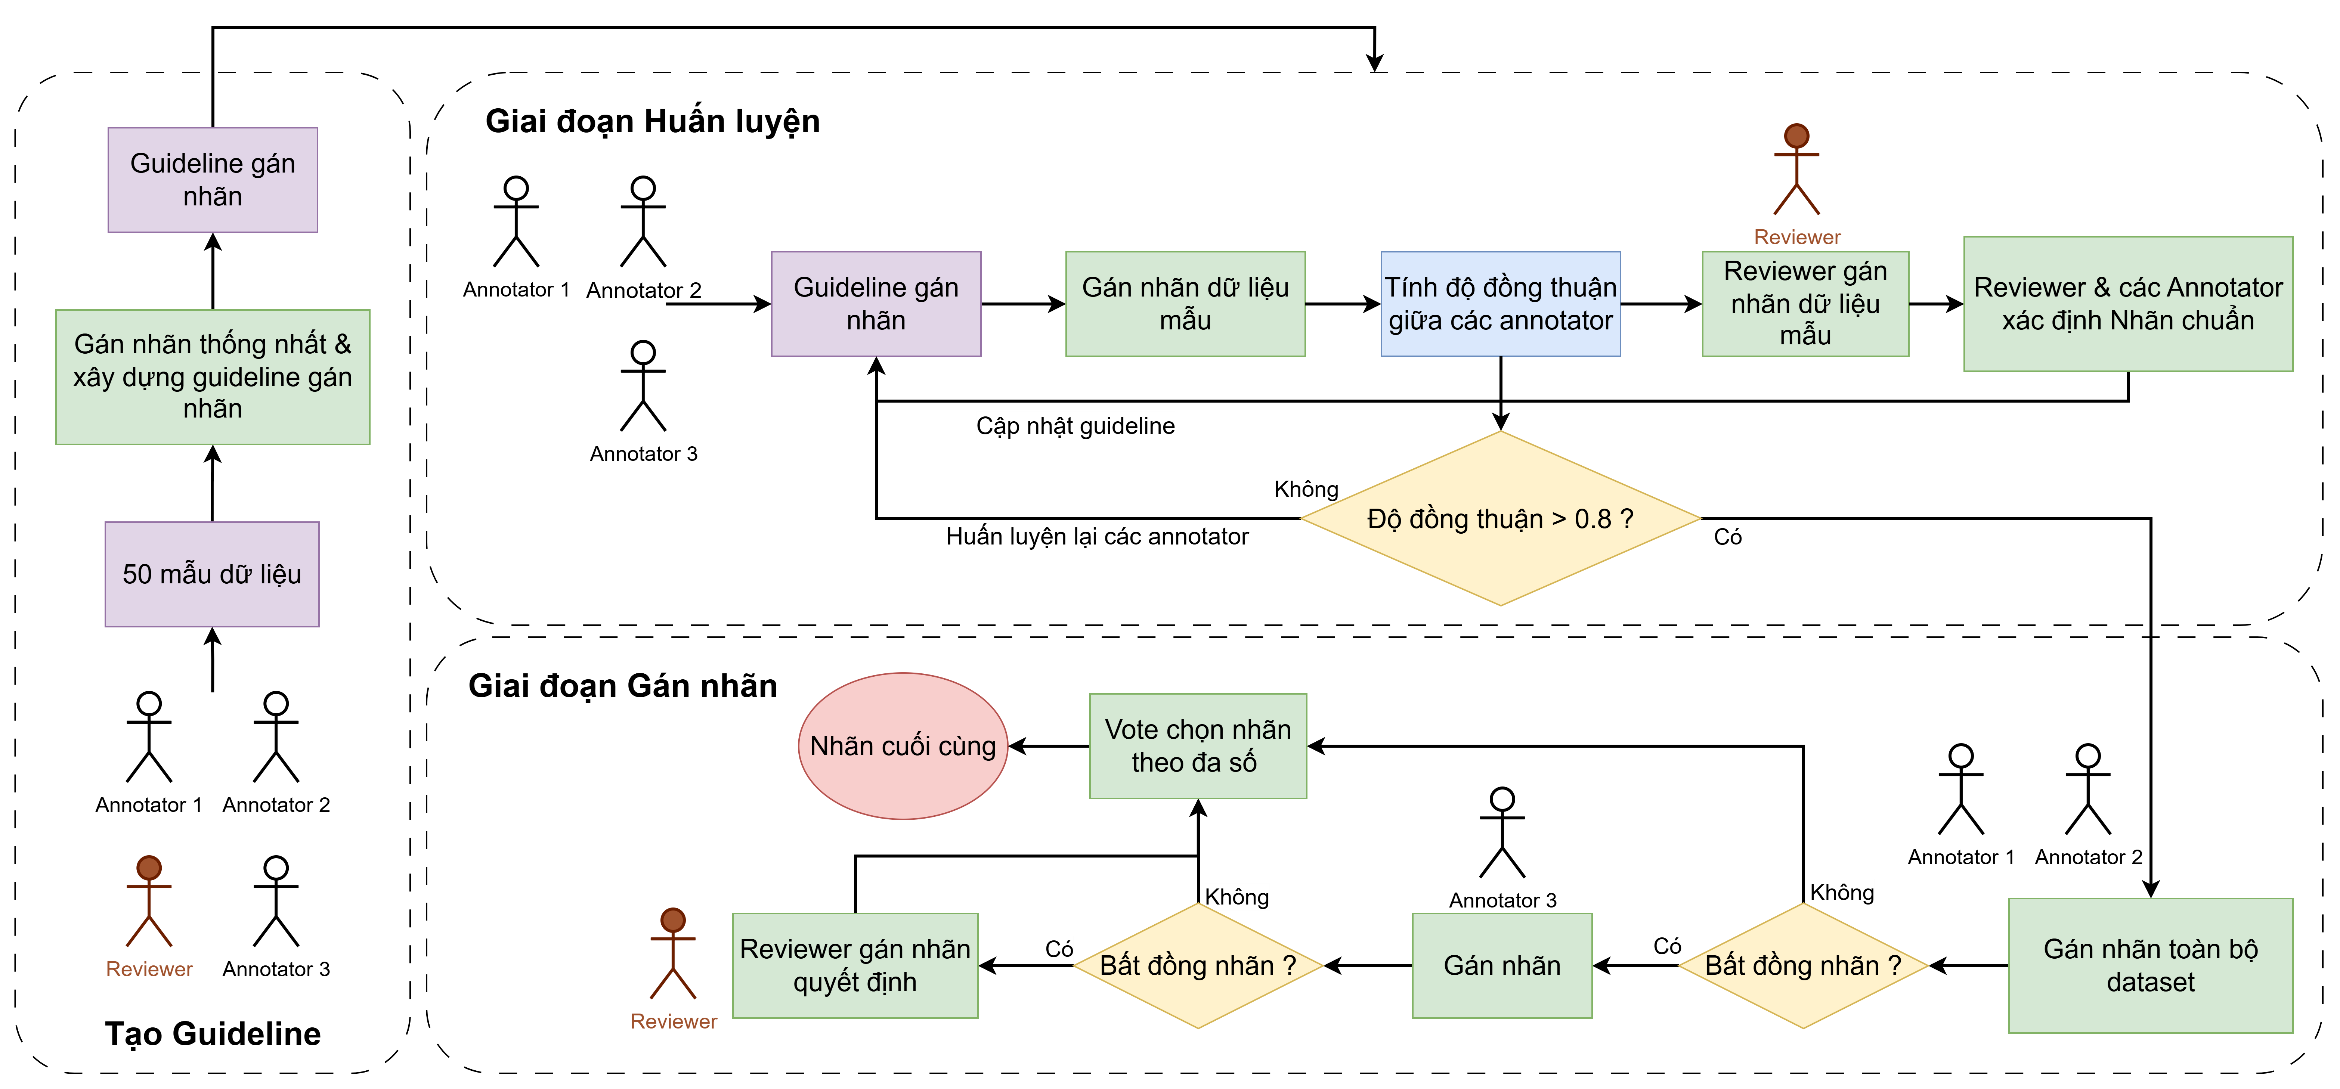 Guideline gán
nhãn
Gán nhãn thống nhất &
xây dựng guideline gán
nhãn
50 mẫu dữ liệu
Annotator 1
Annotator 2
Reviewer
Annotator 3
Tạo Guideline
Giai đoạn Huấn luyện
Annotator 1
Annotator 2
Annotator 3
Guideline gán
nhãn
Gán nhãn dữ liệu
mẫu
Tính độ đồng thuận
giữa các annotator
Reviewer
Reviewer gán
nhãn dữ liệu
mẫu
Reviewer & các Annotator
xác định Nhãn chuẩn
Cập nhật guideline
Không
Độ đồng thuận > 0.8 ?
Có
Huấn luyện lại các annotator
Giai đoạn Gán nhãn
Nhãn cuối cùng
Vote chọn nhãn
theo đa số
Annotator 1
Annotator 2
Annotator 3
Không
Không
Reviewer
Reviewer gán nhãn
quyết định
Có
Bất đồng nhãn ?
Gán nhãn
Có
Bất đồng nhãn ?
Gán nhãn toàn bộ
dataset